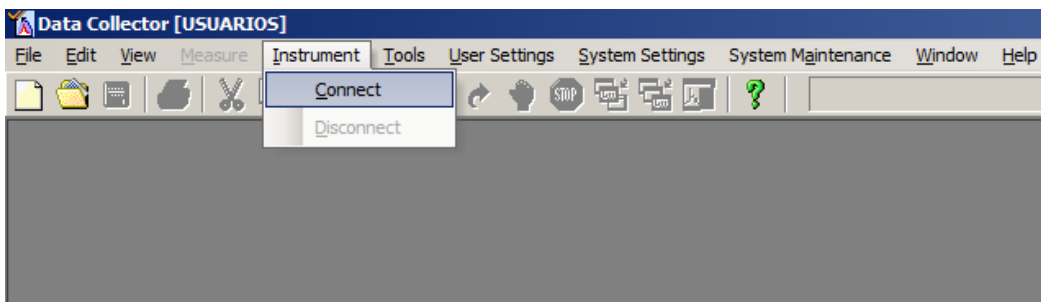 Data Collector [USUARIOS]
File Edit View Measure Instrument Tools User Settings System Settings System Maintenance Window Help
Connect
STOP
?
Disconnect